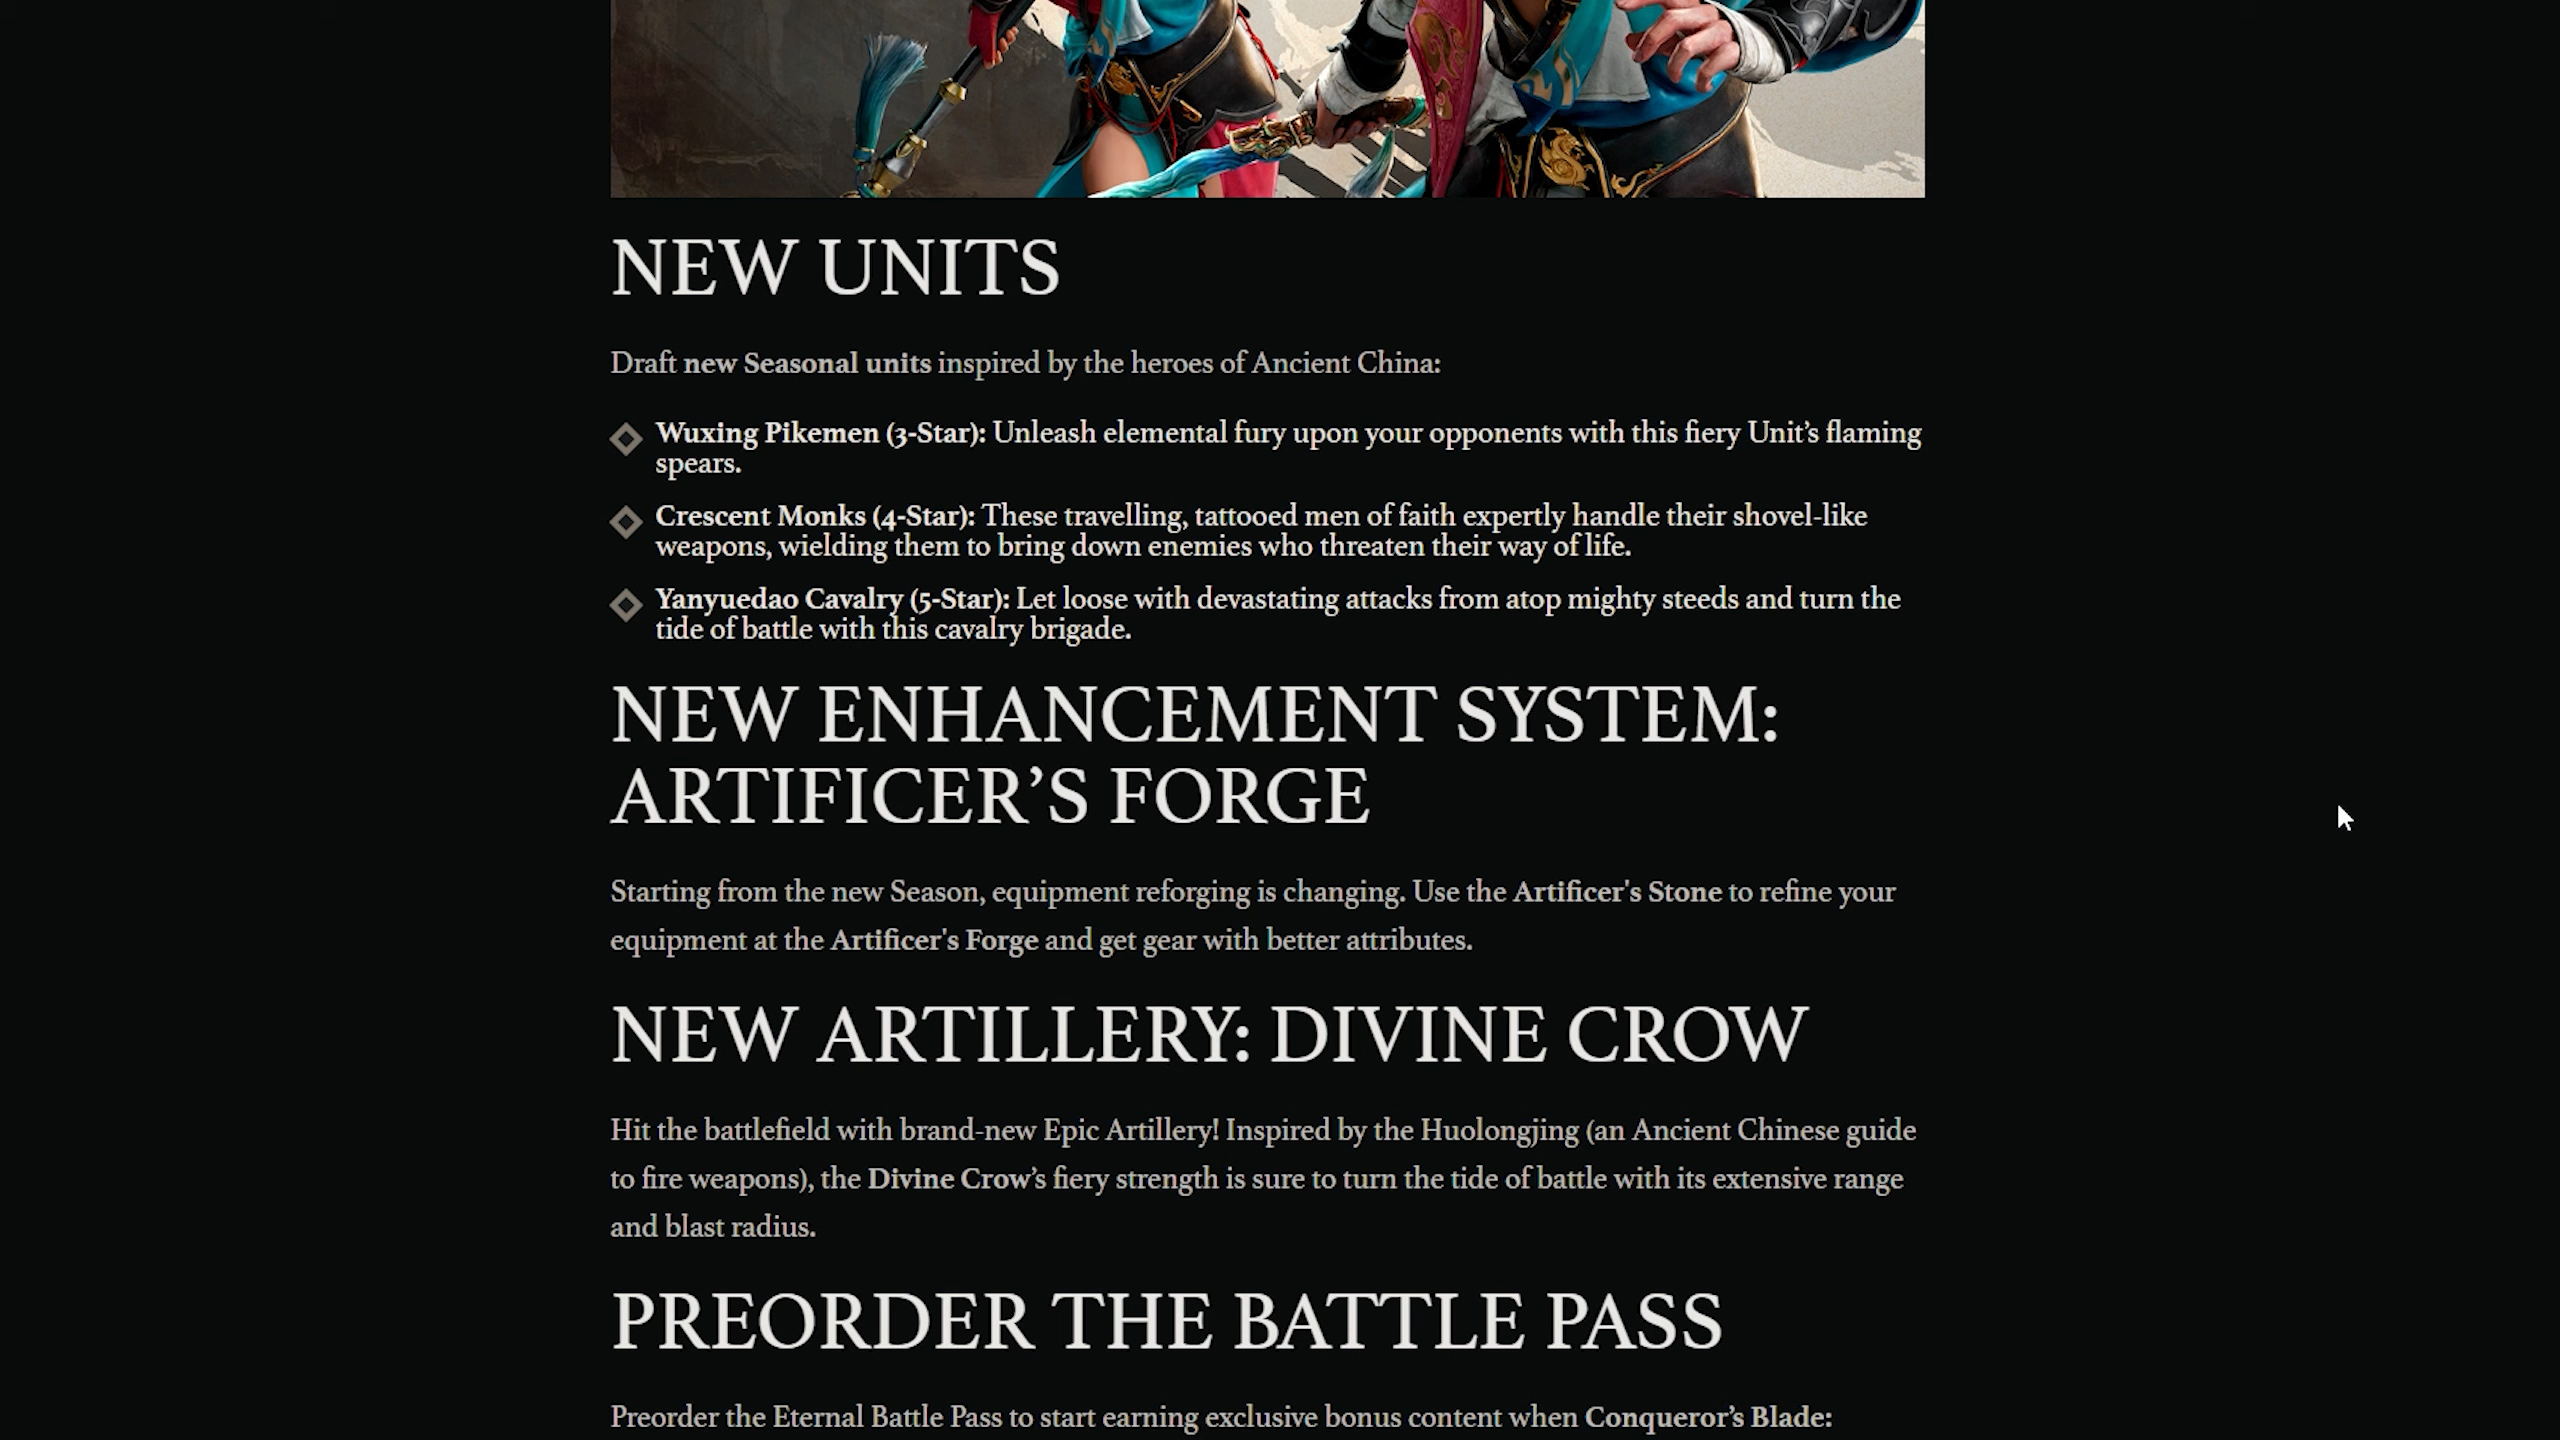 NEW UNITS
Draft new Seasonal units inspired by the heroes of Ancient China:
Wuxing Pikemen (3-Star): Unleash elemental fury upon your opponents with this fiery Unit’s flaming
spears.
Crescent Monks (4-Star): These travelling, tattooed men of faith expertly handle their shovel-like
weapons, wielding them to bring down enemies who threaten their way of life.
Yanyuedao Cavalry (5-Star): Let loose with devastating attacks from atop mighty steeds and turn the
tide of battle with this cavalry brigade.
NEW ENHANCEMENT SYSTEM:
ARTIFICER’S FORGE
Starting from the new Season, equipment reforging is changing. Use the Artificer's Stone to refine your
equipment at the Artificer's Forge and get gear with better attributes.
NEW ARTILLERY: DIVINE CROW
Hit the battlefield with brand-new Epic Artillery! Inspired by the Huolongjing (an Ancient Chinese guide
to fire weapons), the Divine Crow’s fiery strength is sure to turn the tide of battle with its extensive range
and blast radius.
PREORDER THE BATTLE PASS
Preorder the Eternal Battle Pass to start earning exclusive bonus content when Conqueror’s Blade: